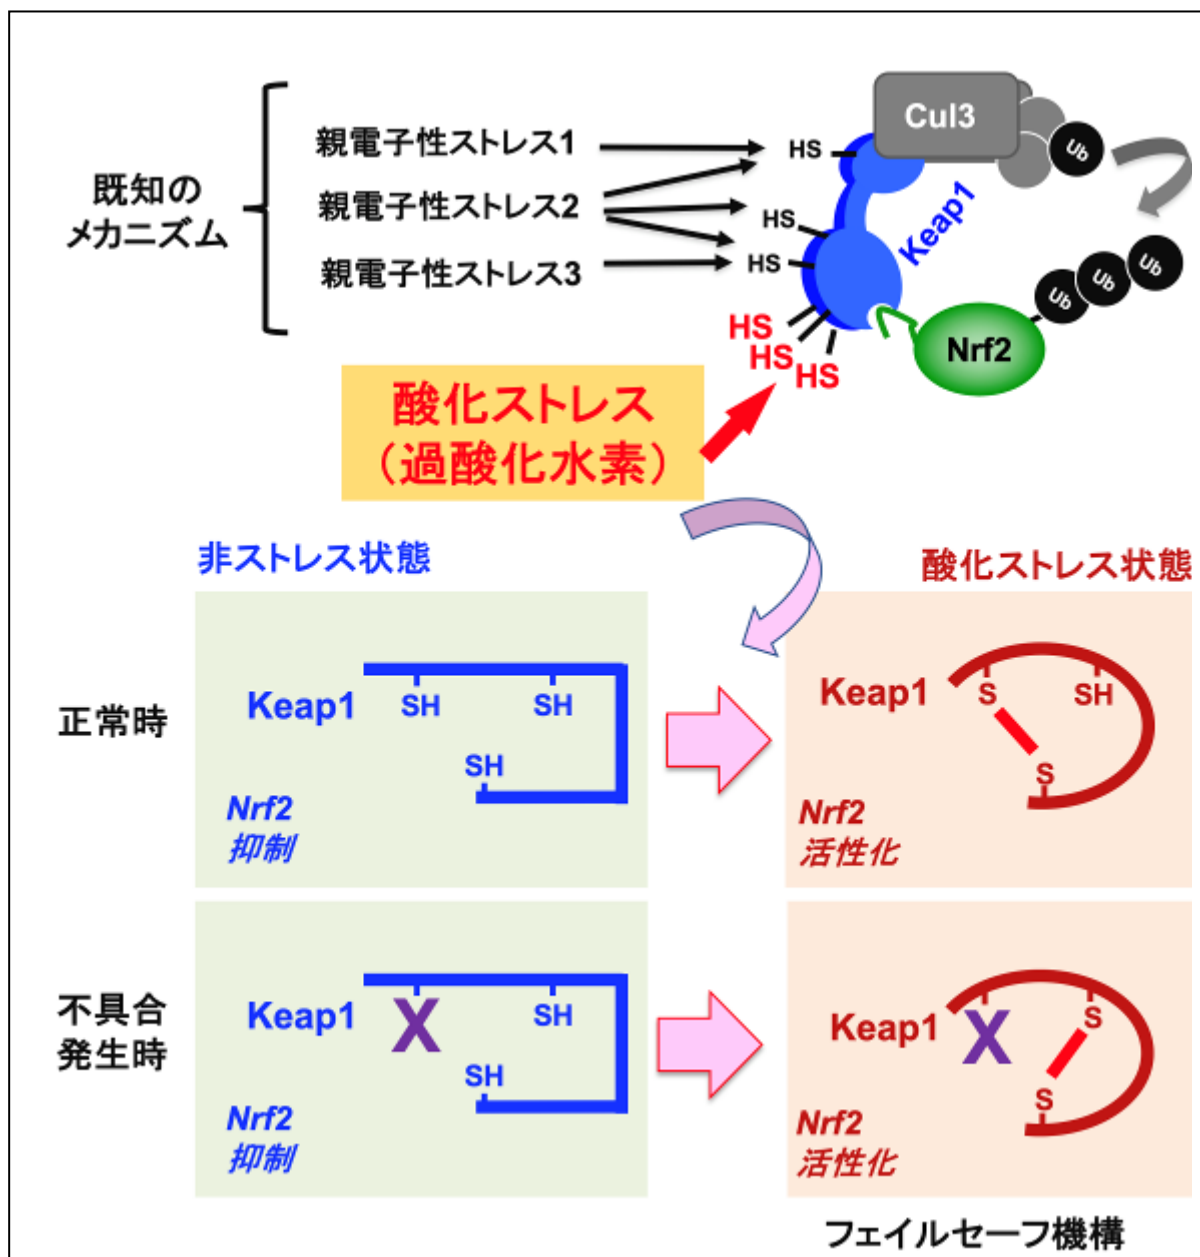 既知の
メカニズム
親電子性ストレス1
親電子性ストレス2
親電子性ストレス3
HS
HS
HS
Cul3
Keap1
Ub
Ub
Ub
Ub
Nrf2
HS
HS
HS
酸化ストレス
（過酸化水素）
非ストレス状態
酸化ストレス状態
正常時
Keap1
SH
SH
SH
Nrf2
抑制
Keap1
S
SH
S
Nrf2
活性化
不具合
発生時
Keap1
X
SH
SH
Nrf2
抑制
Keap1
X
S
S
Nrf2
活性化
フェイルセーフ機構